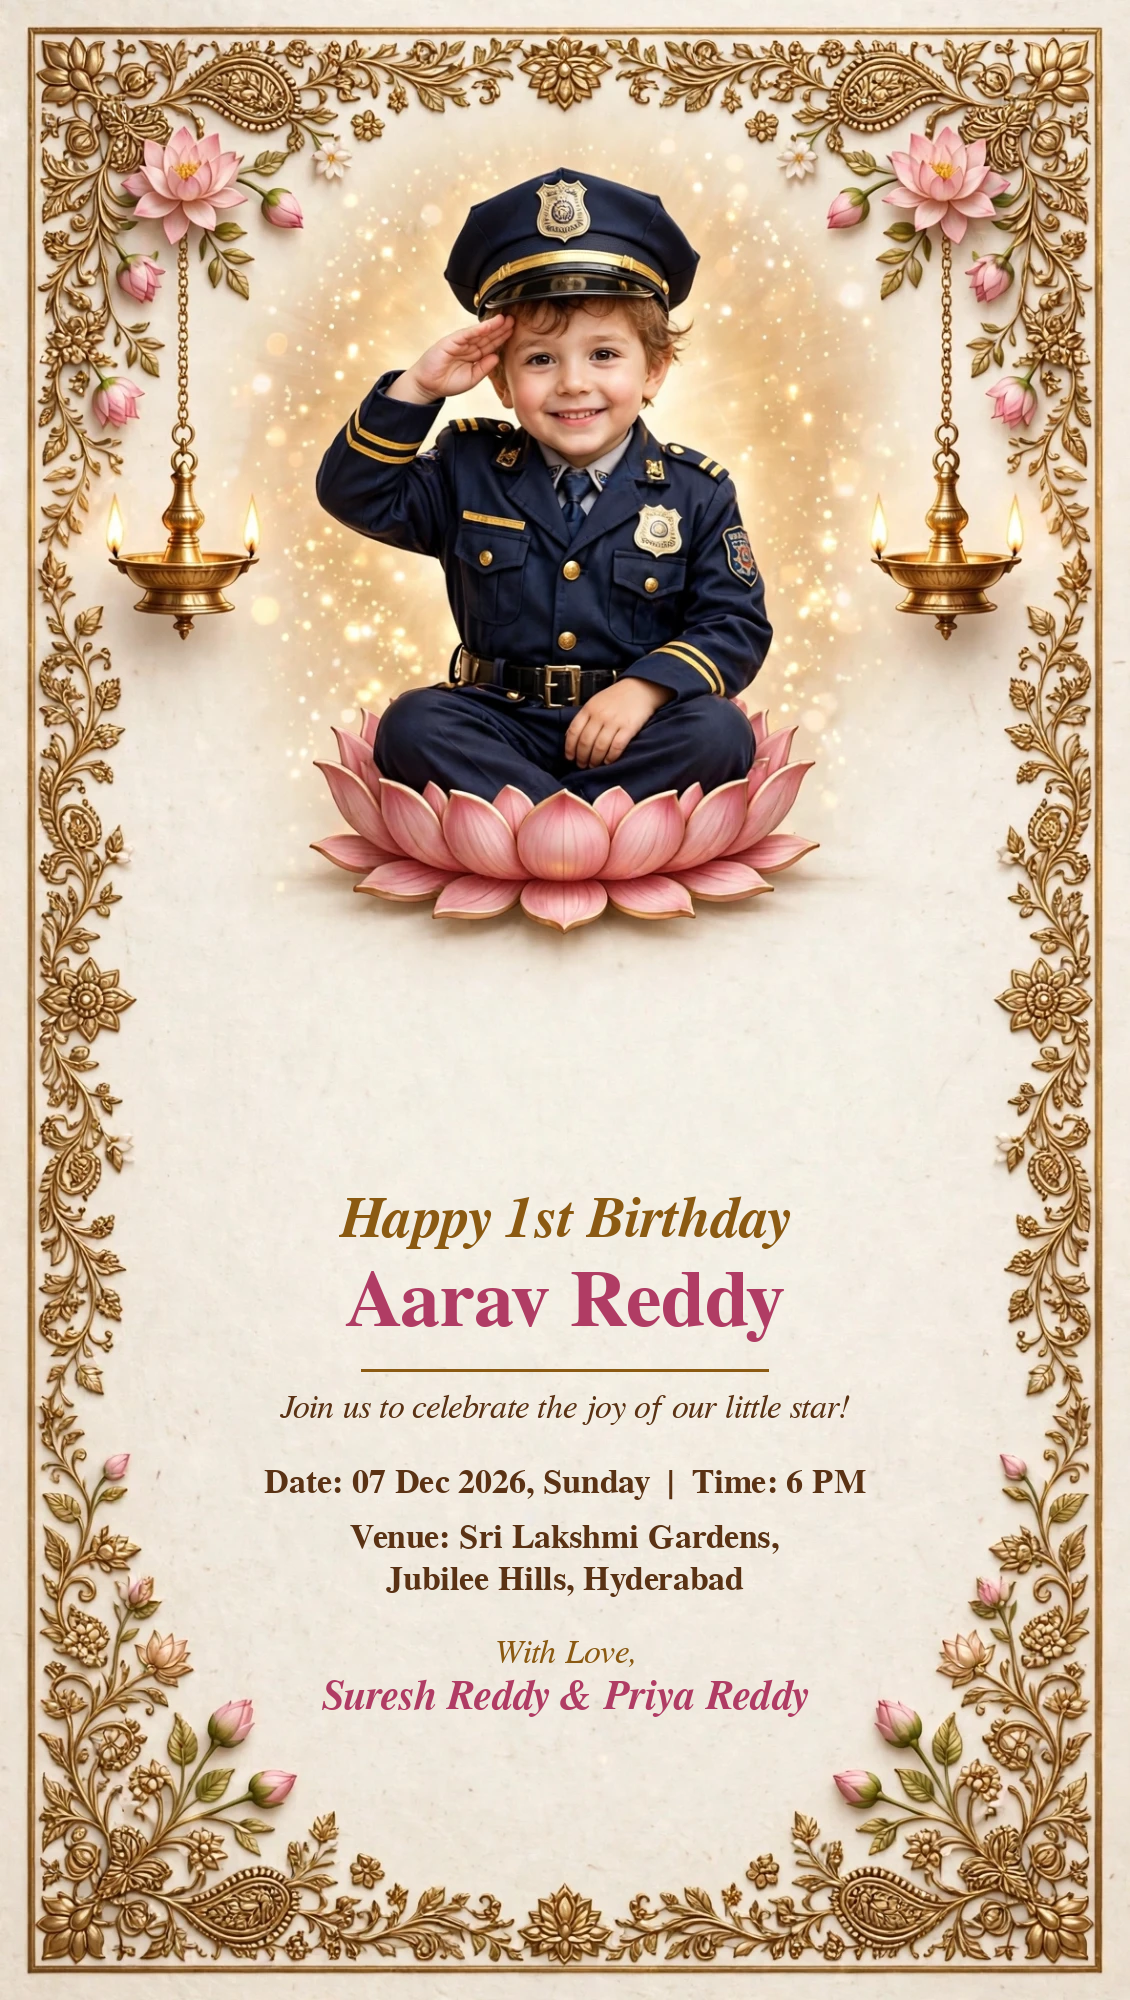 Happy 1st Birthday
Aarav Reddy
Join us to celebrate the joy of our little star!
Date: 07 Dec 2026, Sunday | Time: 6 PM
Venue: Sri Lakshmi Gardens,
Jubilee Hills, Hyderabad
With Love,
Suresh Reddy & Priya Reddy